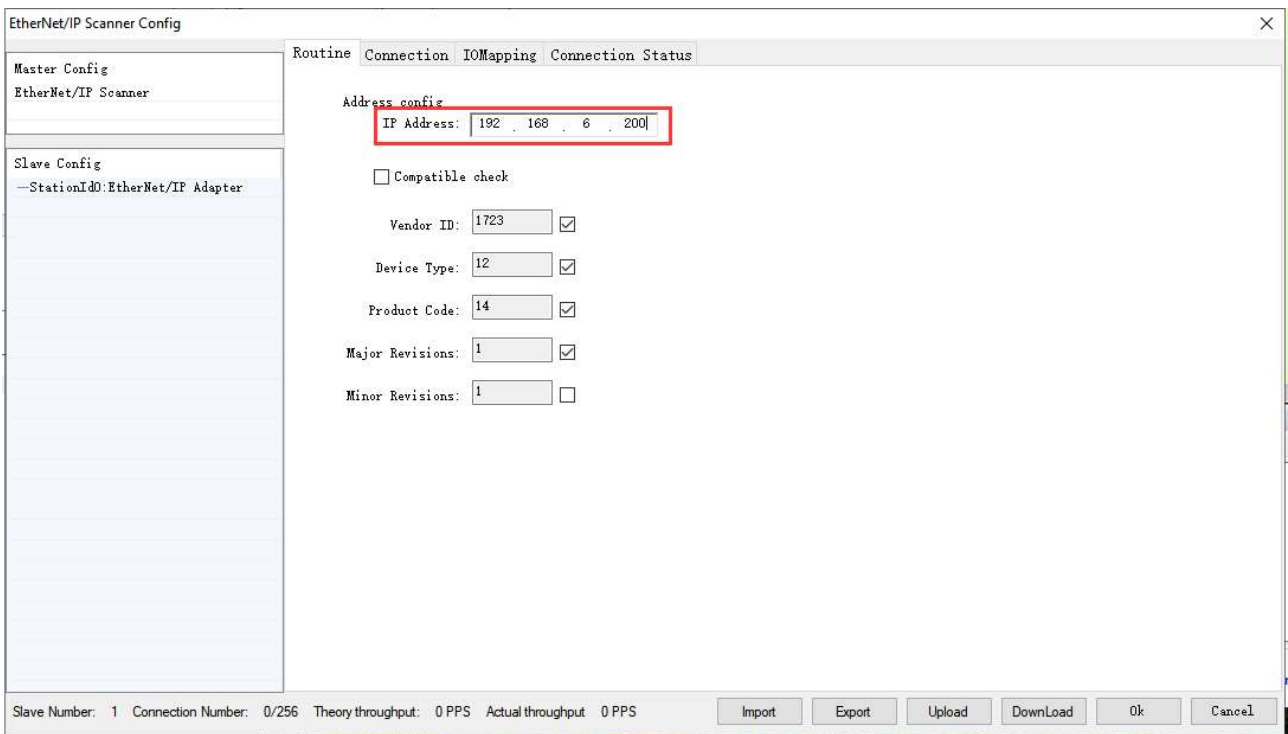 EtherNet/IP Scanner Config
Master Config
EtherNet/IP Scanner
Slave Config
StationId0:EtherNet/IP Adapter
Routine Connection IOMapping Connection Status
Address config
IP Address: 192 . 168 . 6 . 200
Compatible check
Vendor ID: 1723
Device Type: 12
Product Code: 14
Major Revisions: 1
Minor Revisions: 1
Slave Number: 1 Connection Number: 0/256 Theory throughput: 0 PPS Actual throughput 0 PPS Import Export Upload DownLoad Ok Cancel